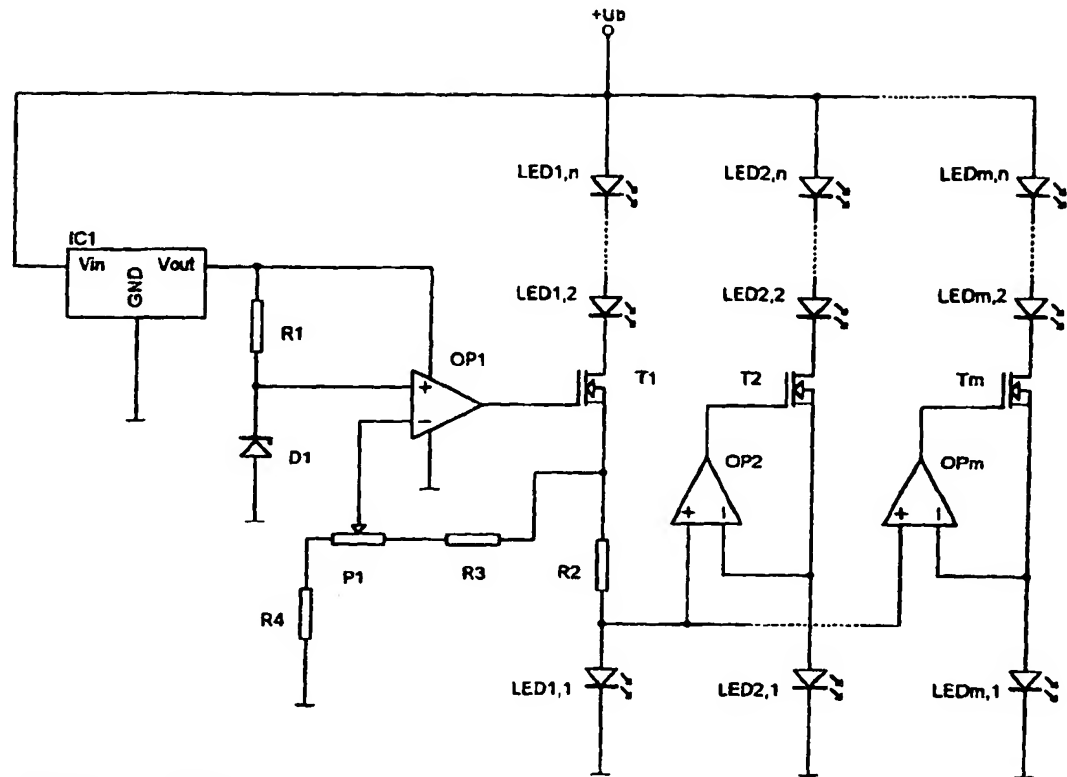 +Ub
LED1,n
LED2,n
LEDm,n
IC1
Vin
GND
Vout
LED1,2
LED2,2
LEDm,2
R1
OP1
T1
T2
Tm
+
−
D1
OP2
OPm
+
−
+
−
P1
R3
R2
R4
LED1,1
LED2,1
LEDm,1